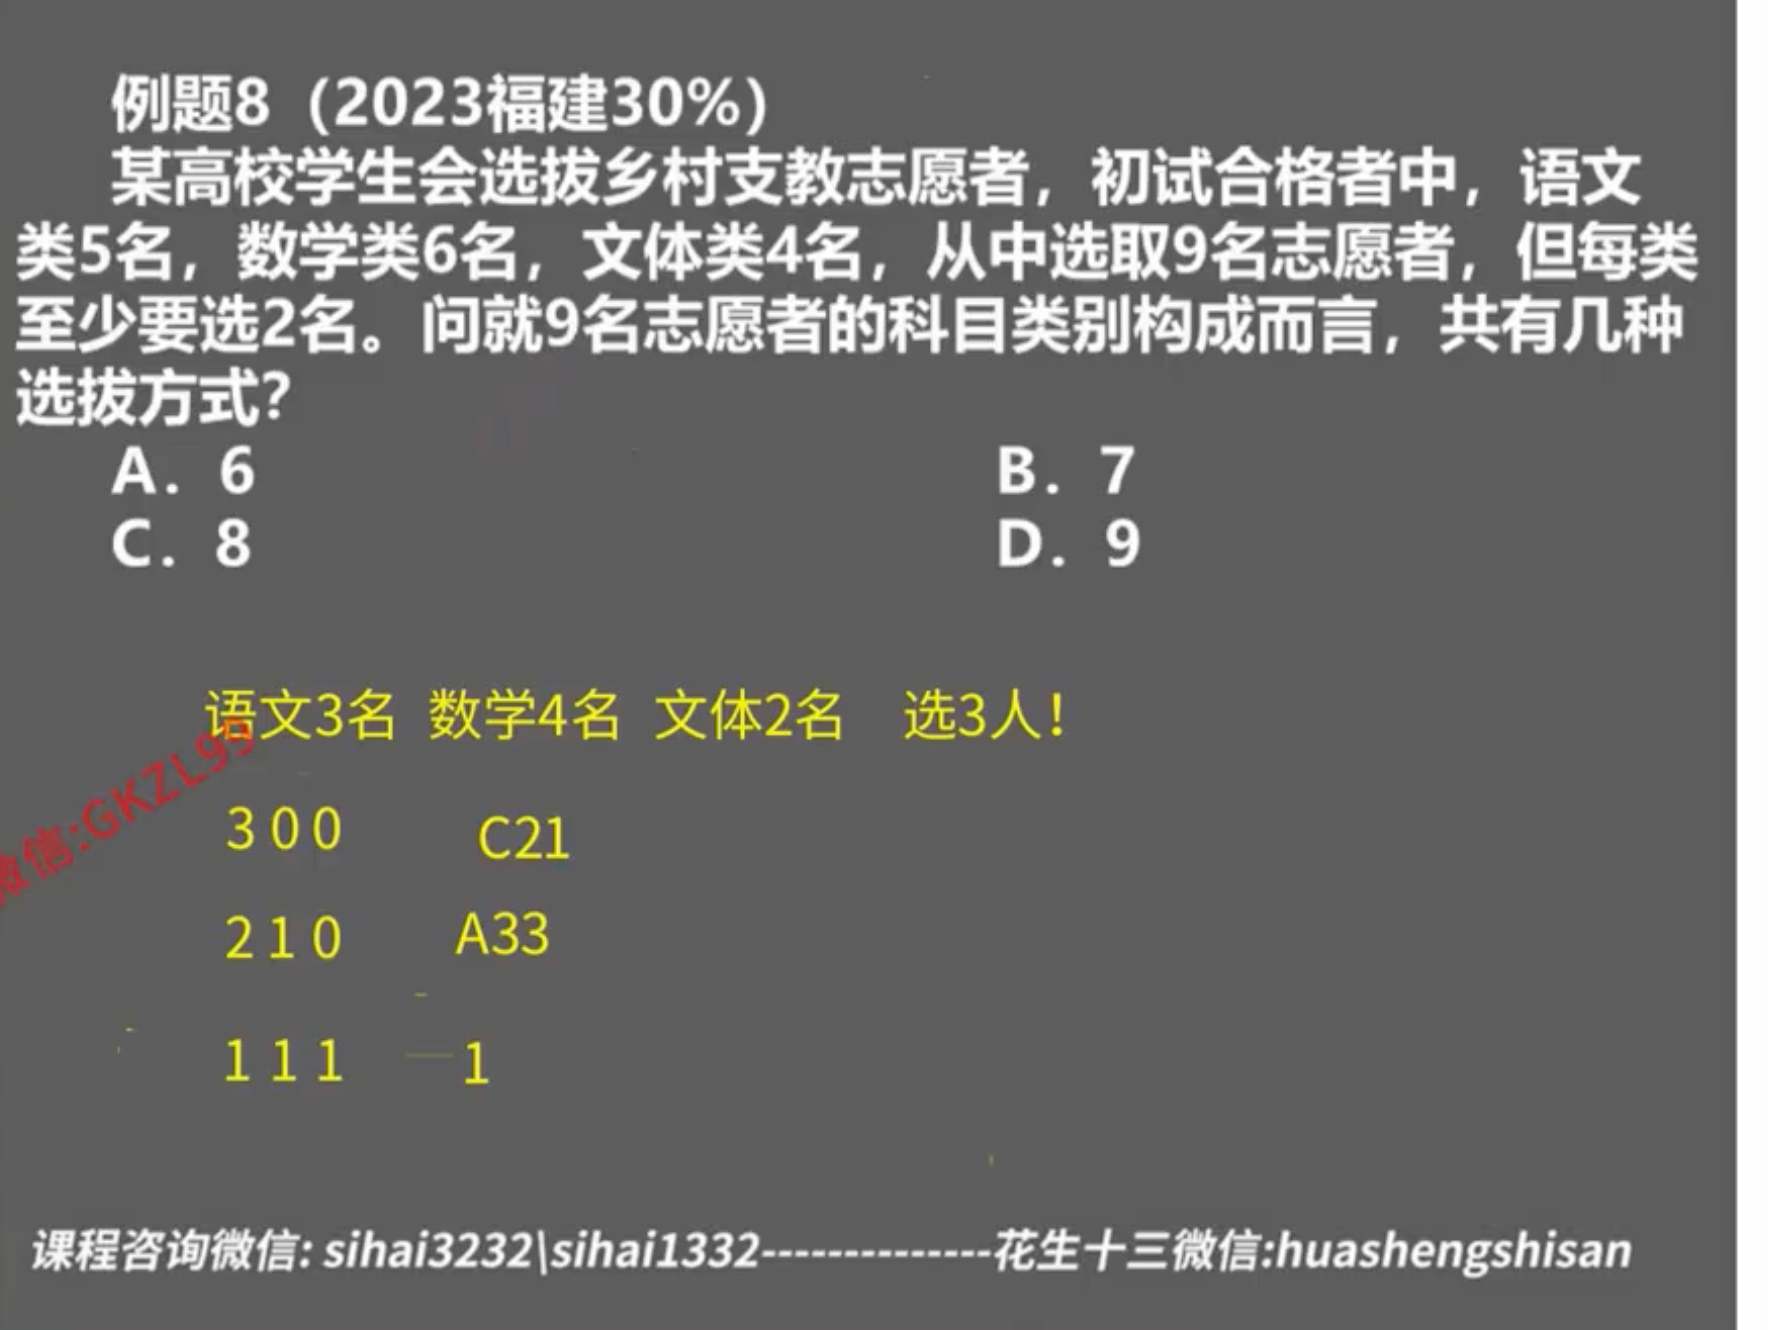 例题8（2023福建30%）
某高校学生会选拔乡村支教志愿者，初试合格者中，语文
类5名，数学类6名，文体类4名，从中选取9名志愿者，但每类
至少要选2名。问就9名志愿者的科目类别构成而言，共有几种
选拔方式？
A. 6 B. 7
C. 8 D. 9
语文3名 数学4名 文体2名 选3人！
微信:GKZL99
3 0 0 C21
2 1 0 A33
1 1 1 1
课程咨询微信: sihai3232\sihai1332--------------花生十三微信:huashengshisan